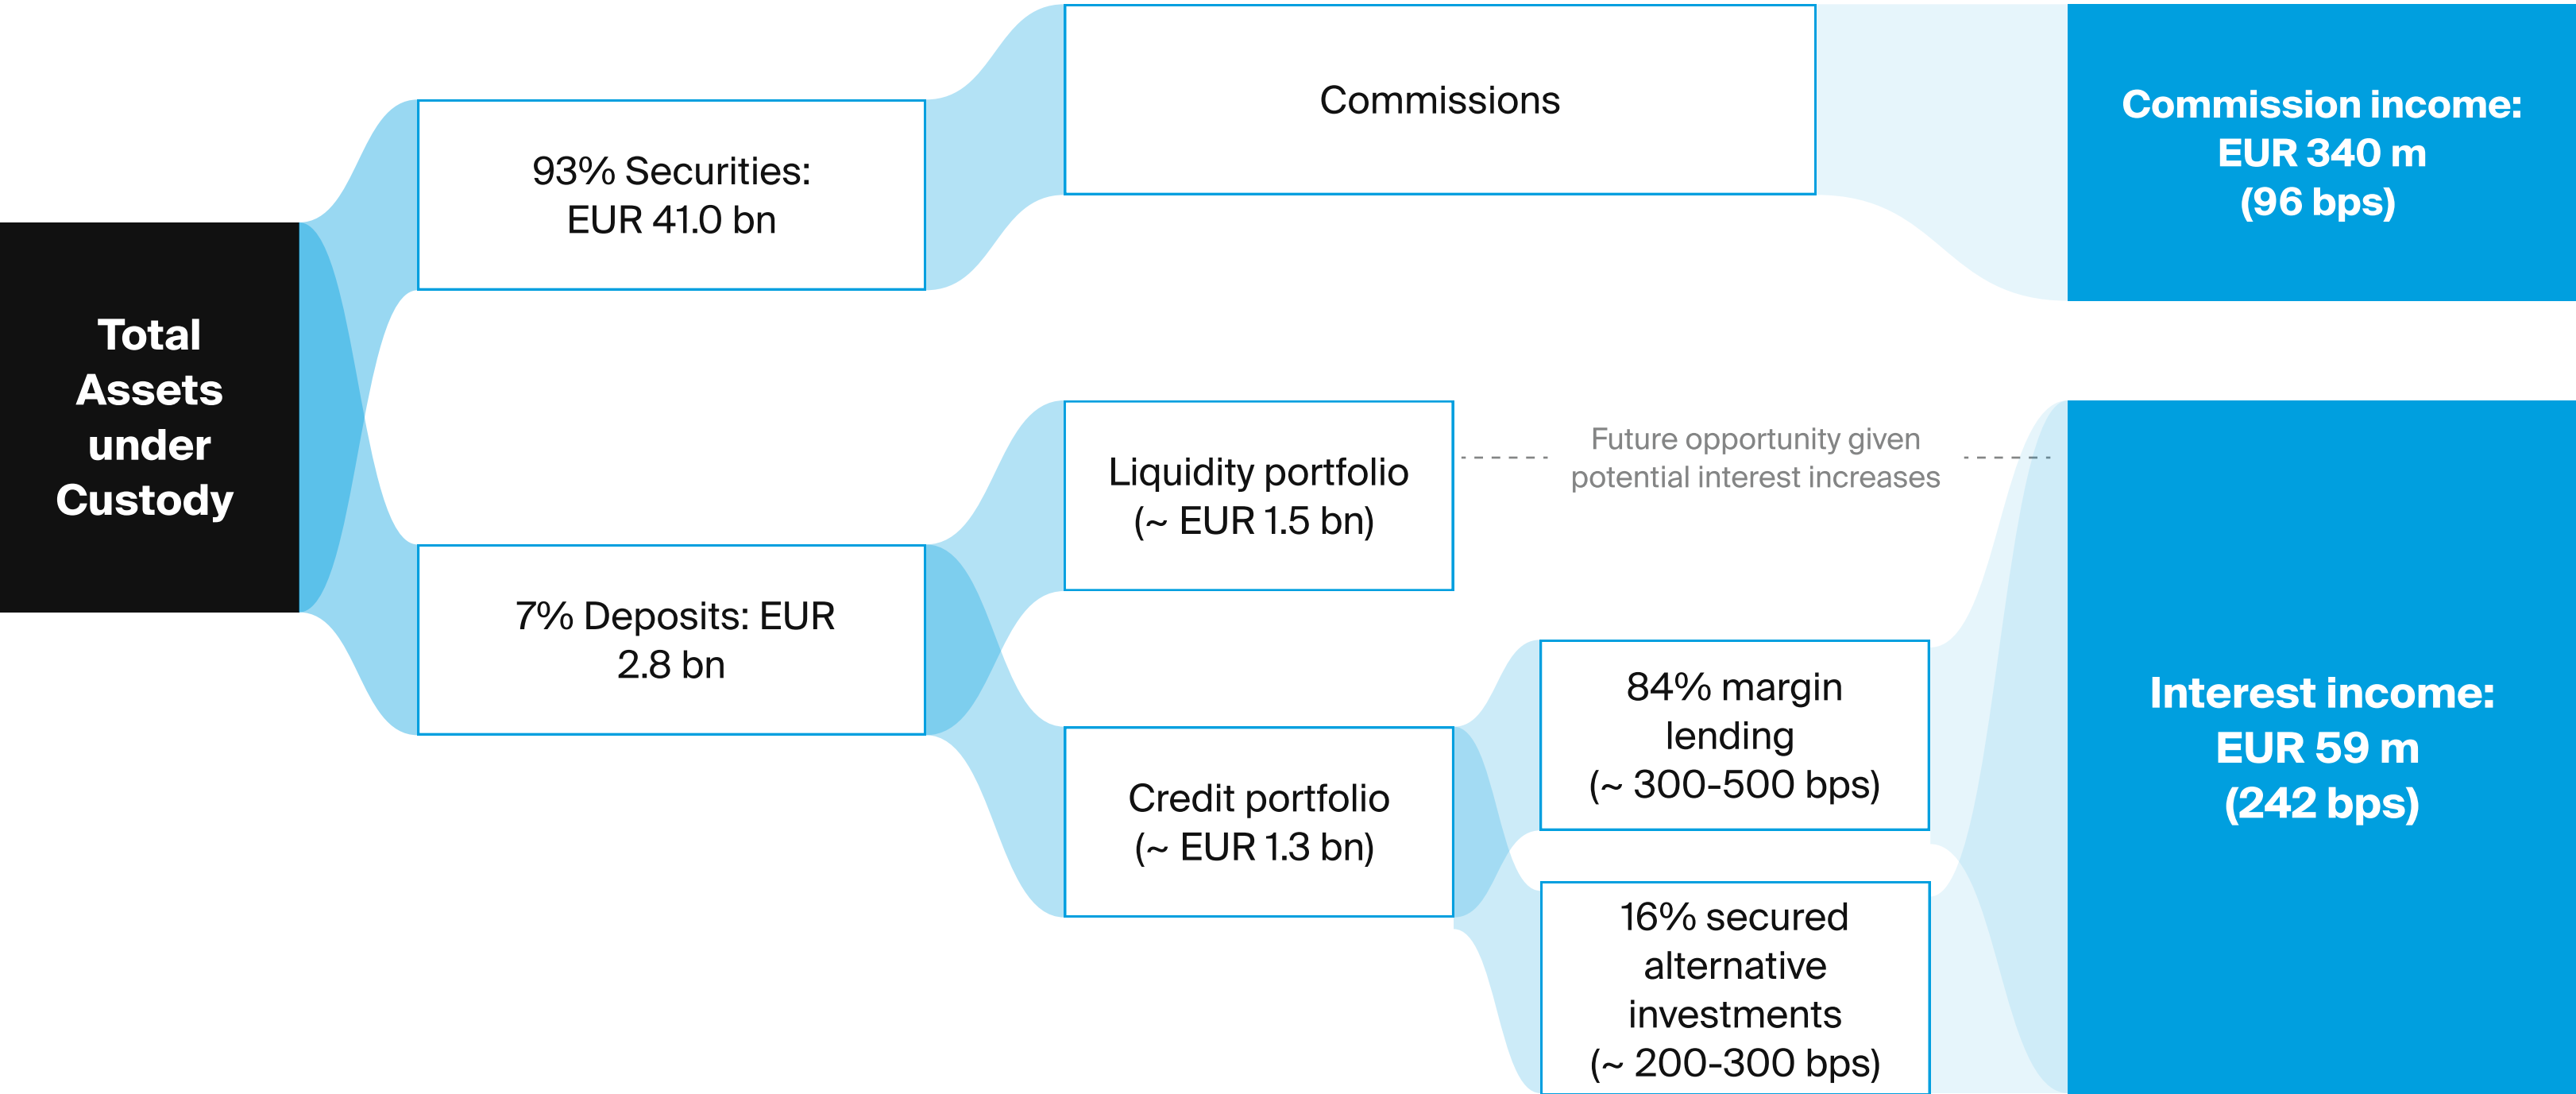 Total
Assets
under
Custody
93% Securities:
EUR 41.0 bn
7% Deposits: EUR
2.8 bn
Commissions
Liquidity portfolio
(~ EUR 1.5 bn)
Credit portfolio
(~ EUR 1.3 bn)
Future opportunity given
potential interest increases
84% margin
lending
(~ 300-500 bps)
16% secured
alternative
investments
(~ 200-300 bps)
Commission income:
EUR 340 m
(96 bps)
Interest income:
EUR 59 m
(242 bps)